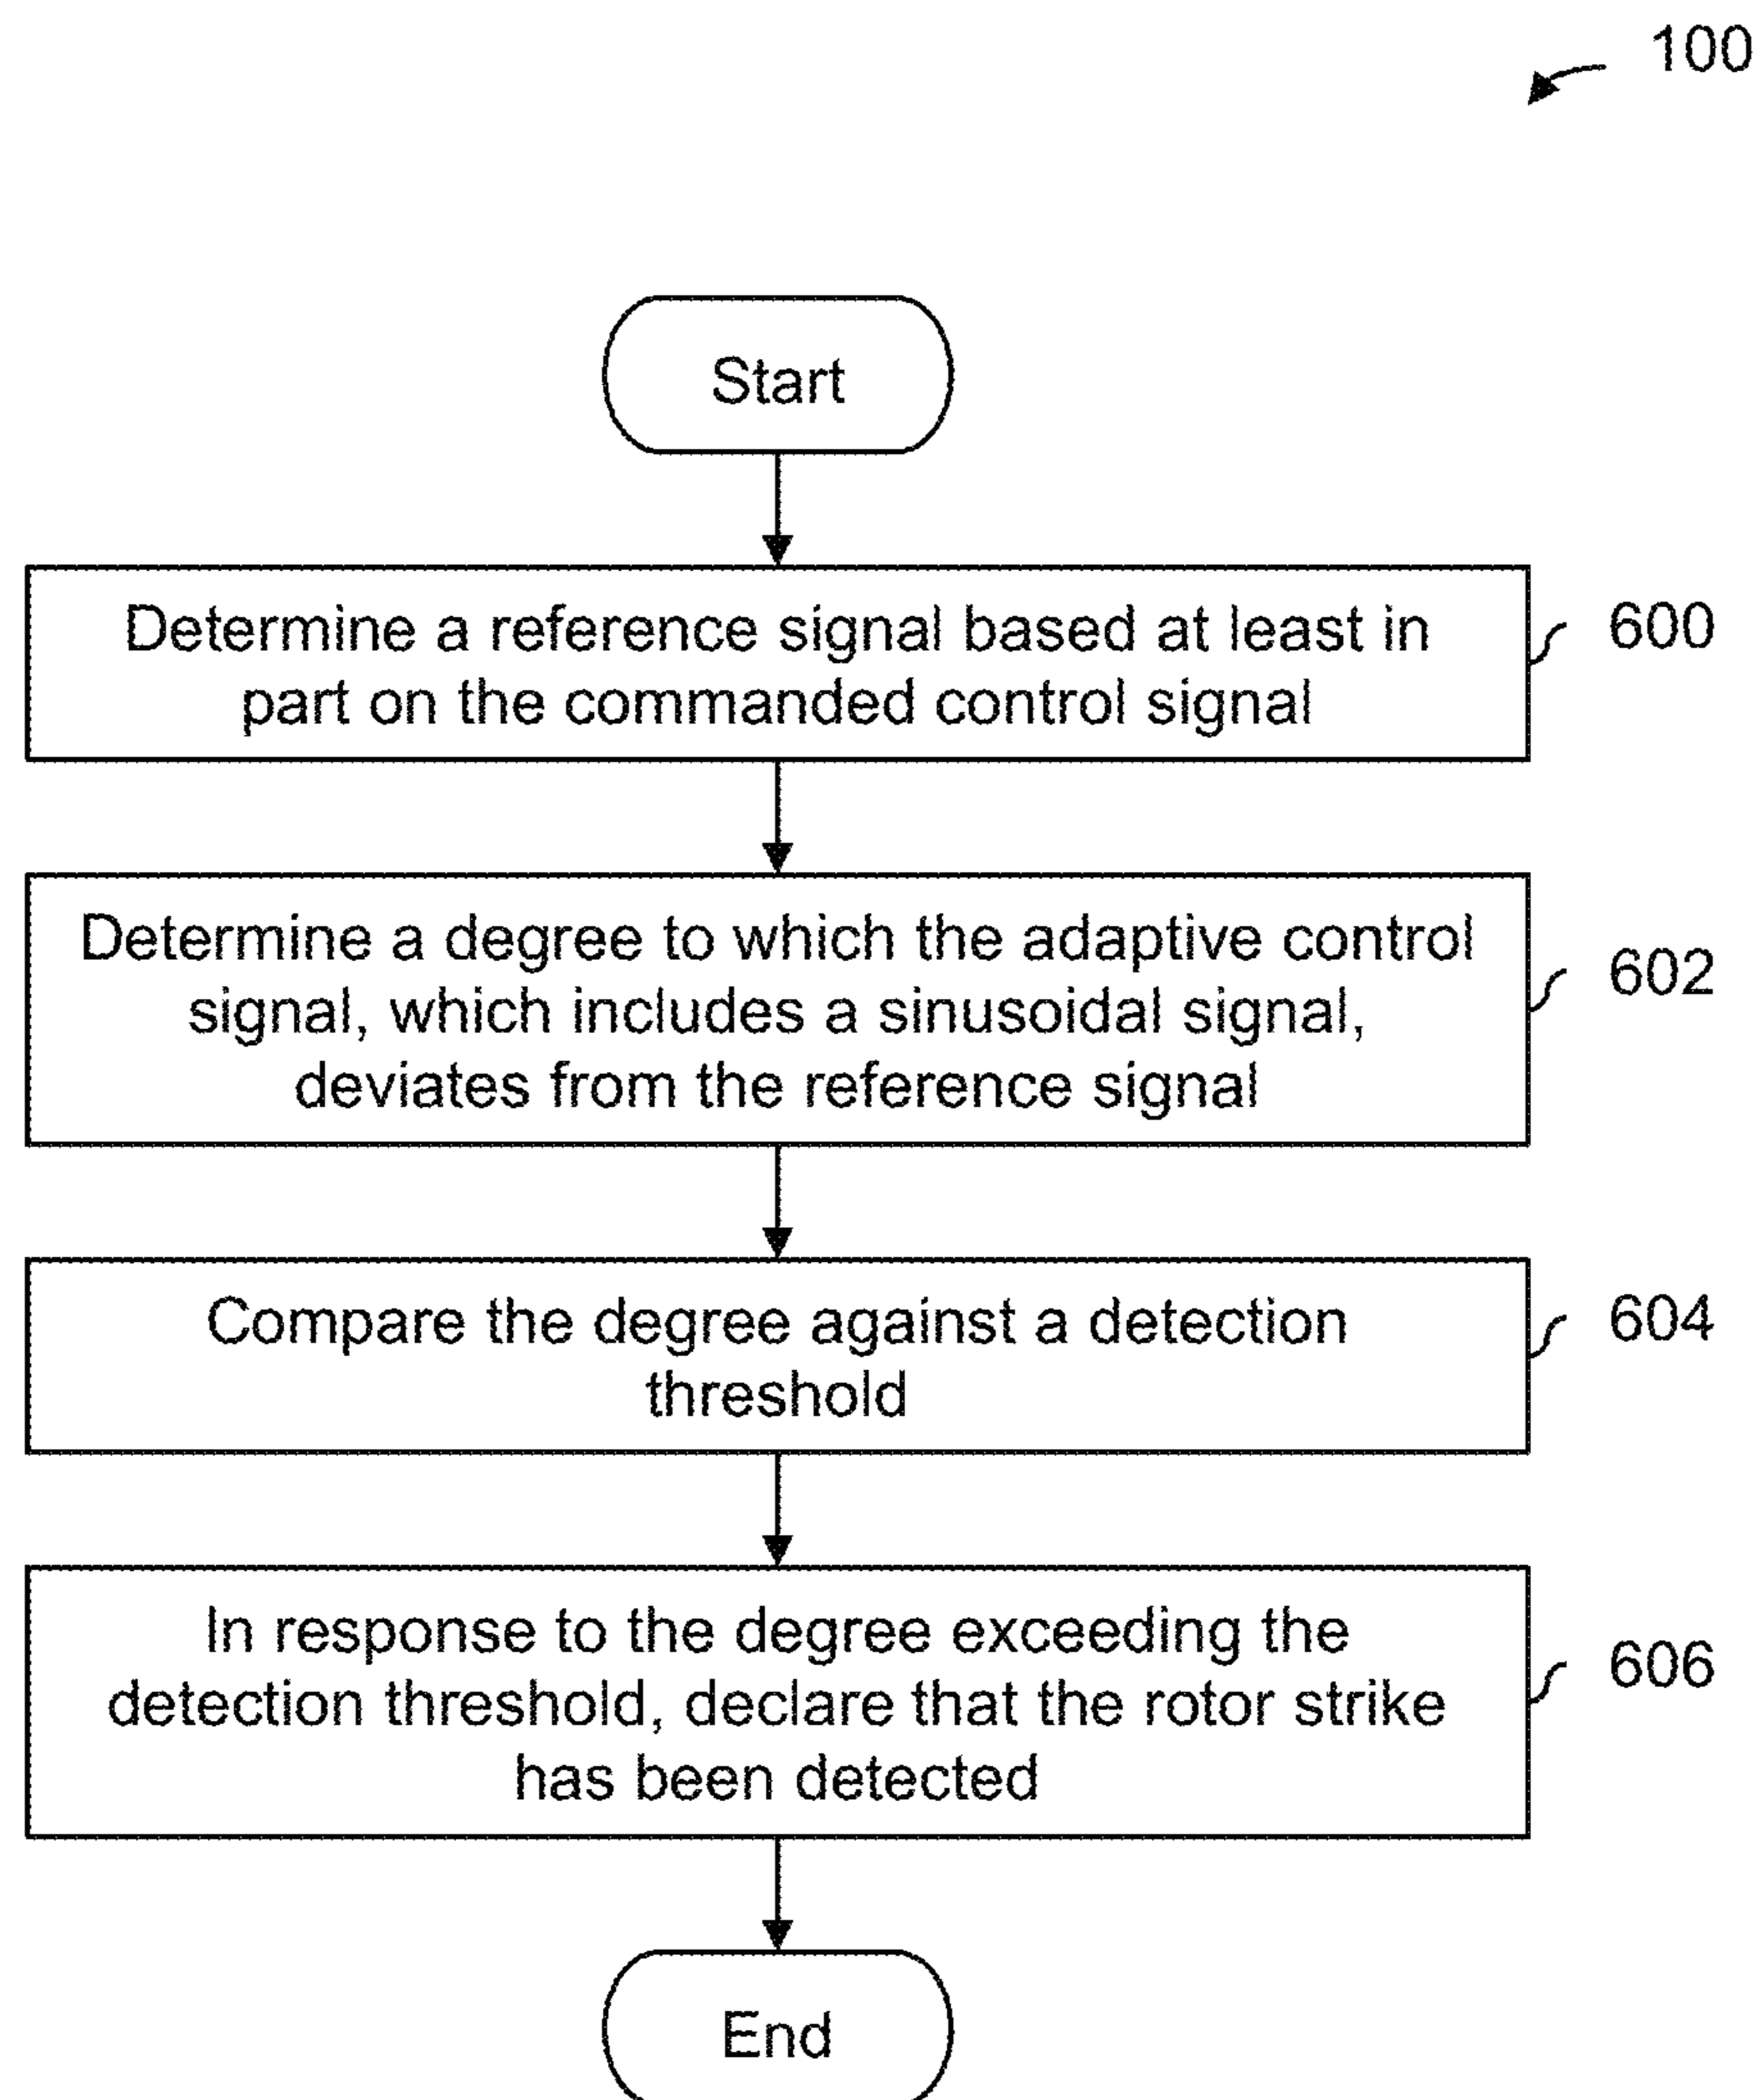 100
Start
Determine a reference signal based at least in
part on the commanded control signal
600
Determine a degree to which the adaptive control
signal, which includes a sinusoidal signal,
deviates from the reference signal
602
Compare the degree against a detection
threshold
604
In response to the degree exceeding the
detection threshold, declare that the rotor strike
has been detected
606
End